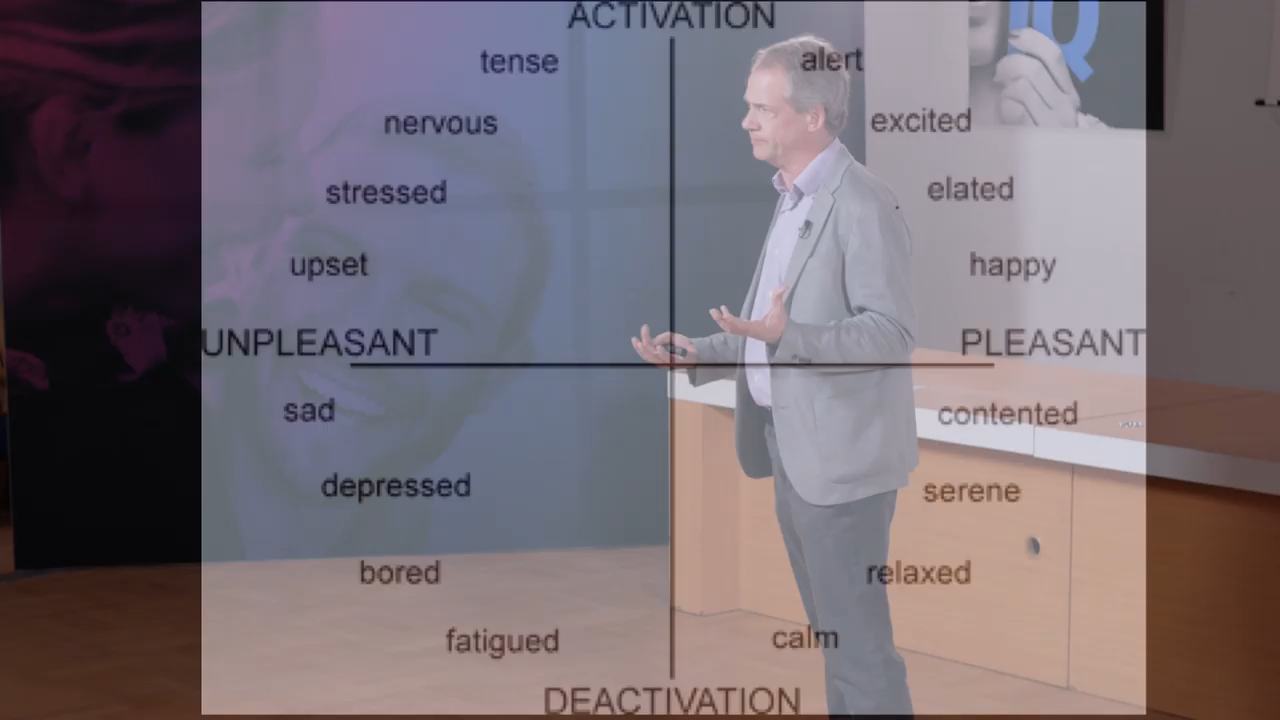 ACTIVATION
tense
alert
nervous
excited
stressed
elated
upset
happy
UNPLEASANT
PLEASANT
sad
contented
depressed
serene
bored
relaxed
fatigued
calm
DEACTIVATION
Q